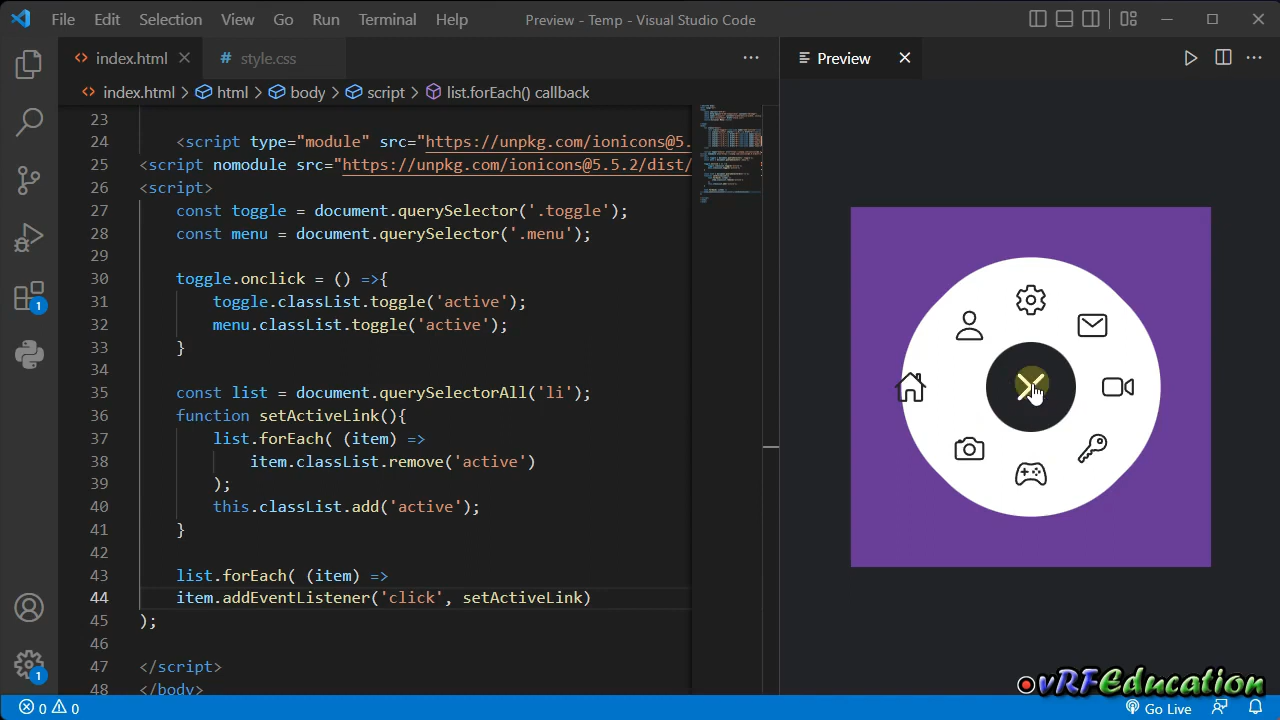 File Edit Selection View Go Run Terminal Help Preview - Temp - Visual Studio Code
index.html style.css Preview
index.html > html > body > script > list.forEach() callback
23
24 <script type="module" src="https://unpkg.com/ionicons@5.
25 <script nomodule src="https://unpkg.com/ionicons@5.5.2/dist/
26 <script>
27 const toggle = document.querySelector('.toggle');
28 const menu = document.querySelector('.menu');
29
30 toggle.onclick = () =>{
31 toggle.classList.toggle('active');
32 menu.classList.toggle('active');
33 }
34
35 const list = document.querySelectorAll('li');
36 function setActiveLink(){
37 list.forEach( (item) =>
38 item.classList.remove('active')
39 );
40 this.classList.add('active');
41 }
42
43 list.forEach( (item) =>
44 item.addEventListener('click', setActiveLink)
45 );
46
47 </script>
48 </body>
1
1
vRFEducation
0 0 Go Live